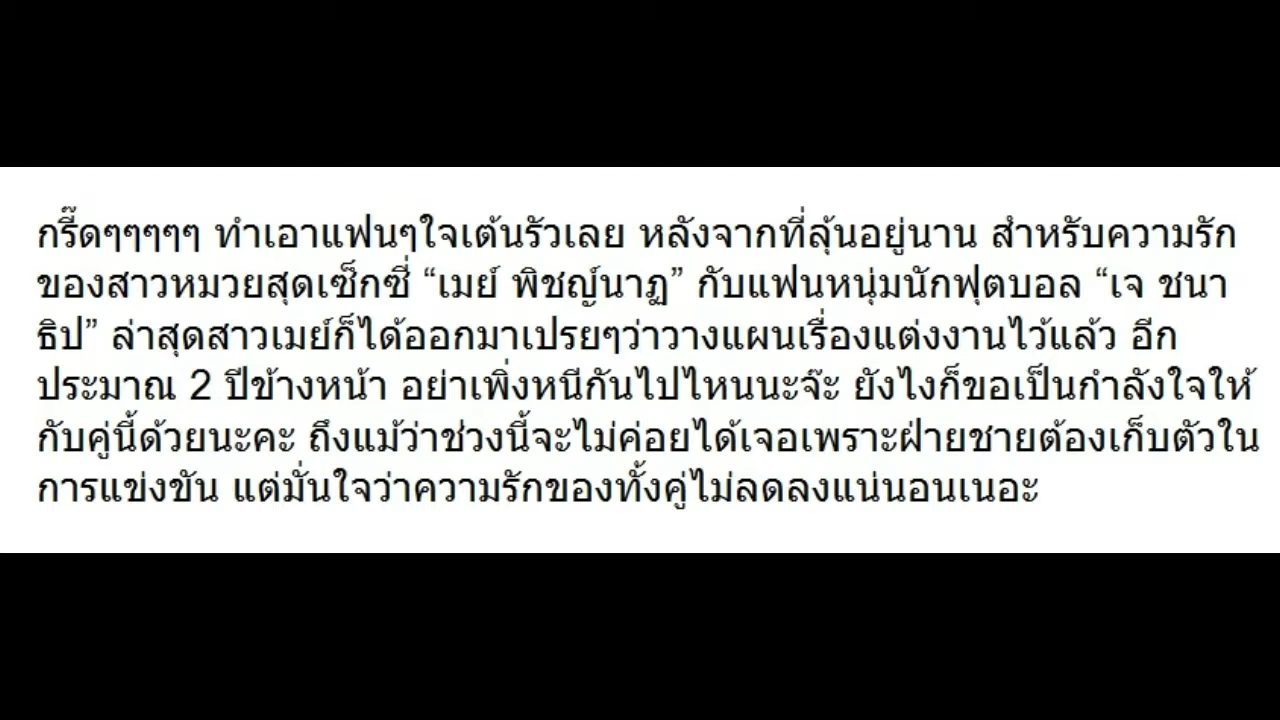 กรี๊ดๆๆๆๆๆ ทำเอาแฟนๆใจเต้นรัวเลย หลังจากที่ลุ้นอยู่นาน สำหรับความรัก
ของสาวหมวยสุดเซ็กซี่ “เมย์ พิชญ์นาฏ” กับแฟนหนุ่มนักฟุตบอล “เจ ชนา
ธิป” ล่าสุดสาวเมย์ก็ได้ออกมาเปรยๆว่าวางแผนเรื่องแต่งงานไว้แล้ว อีก
ประมาณ 2 ปีข้างหน้า อย่าเพิ่งหนีกันไปไหนนะจ๊ะ ยังไงก็ขอเป็นกำลังใจให้
กับคู่นี้ด้วยนะคะ ถึงแม้ว่าช่วงนี้จะไม่ค่อยได้เจอเพราะฝ่ายชายต้องเก็บตัวใน
การแข่งขัน แต่มั่นใจว่าความรักของทั้งคู่ไม่ลดลงแน่นอนเนอะ